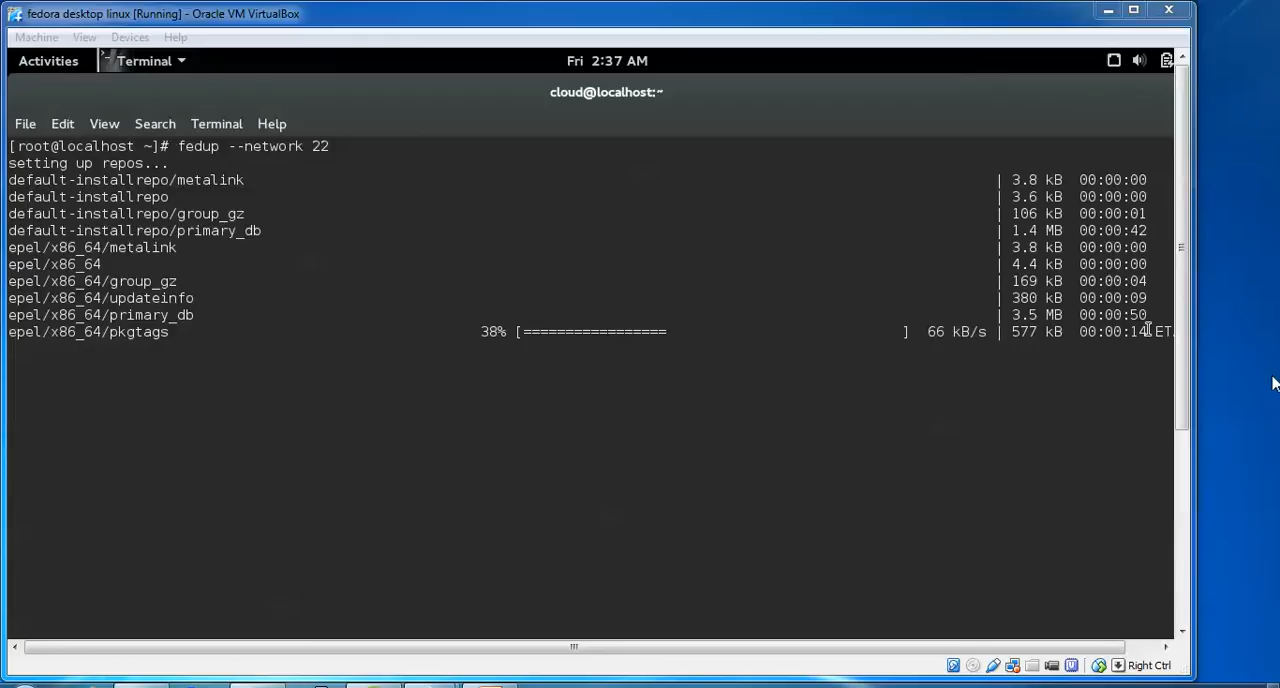 fedora desktop linux [Running] - Oracle VM VirtualBox
Machine View Devices Help
Activities Terminal Fri 2:37 AM
cloud@localhost:~
File Edit View Search Terminal Help
[root@localhost ~]# fedup --network 22
setting up repos...
default-installrepo/metalink | 3.8 kB 00:00:00
default-installrepo | 3.6 kB 00:00:00
default-installrepo/group_gz | 106 kB 00:00:01
default-installrepo/primary_db | 1.4 MB 00:00:42
epel/x86_64/metalink | 3.8 kB 00:00:00
epel/x86_64 | 4.4 kB 00:00:00
epel/x86_64/group_gz | 169 kB 00:00:04
epel/x86_64/updateinfo | 380 kB 00:00:09
epel/x86_64/primary_db | 3.5 MB 00:00:50
epel/x86_64/pkgtags 38% [================= ] 66 kB/s | 577 kB 00:00:14 ET
Right Ctrl